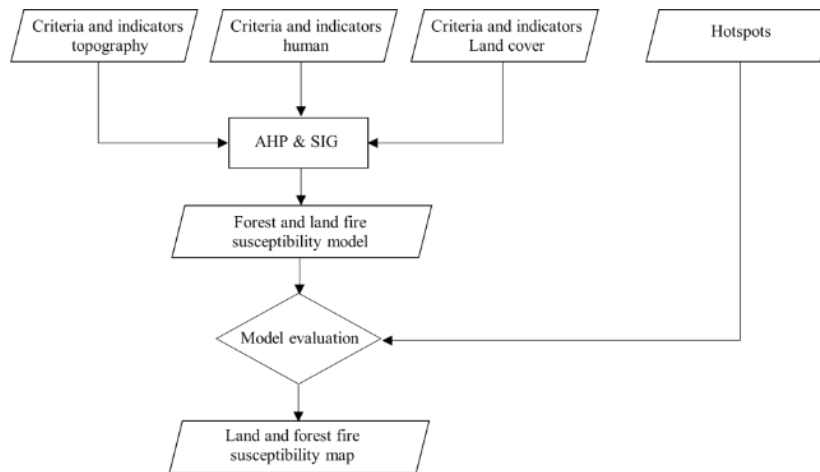 Criteria and indicators
topography
Criteria and indicators
human
Criteria and indicators
Land cover
Hotspots
AHP & SIG
Forest and land fire
susceptibility model
Model evaluation
Land and forest fire
susceptibility map